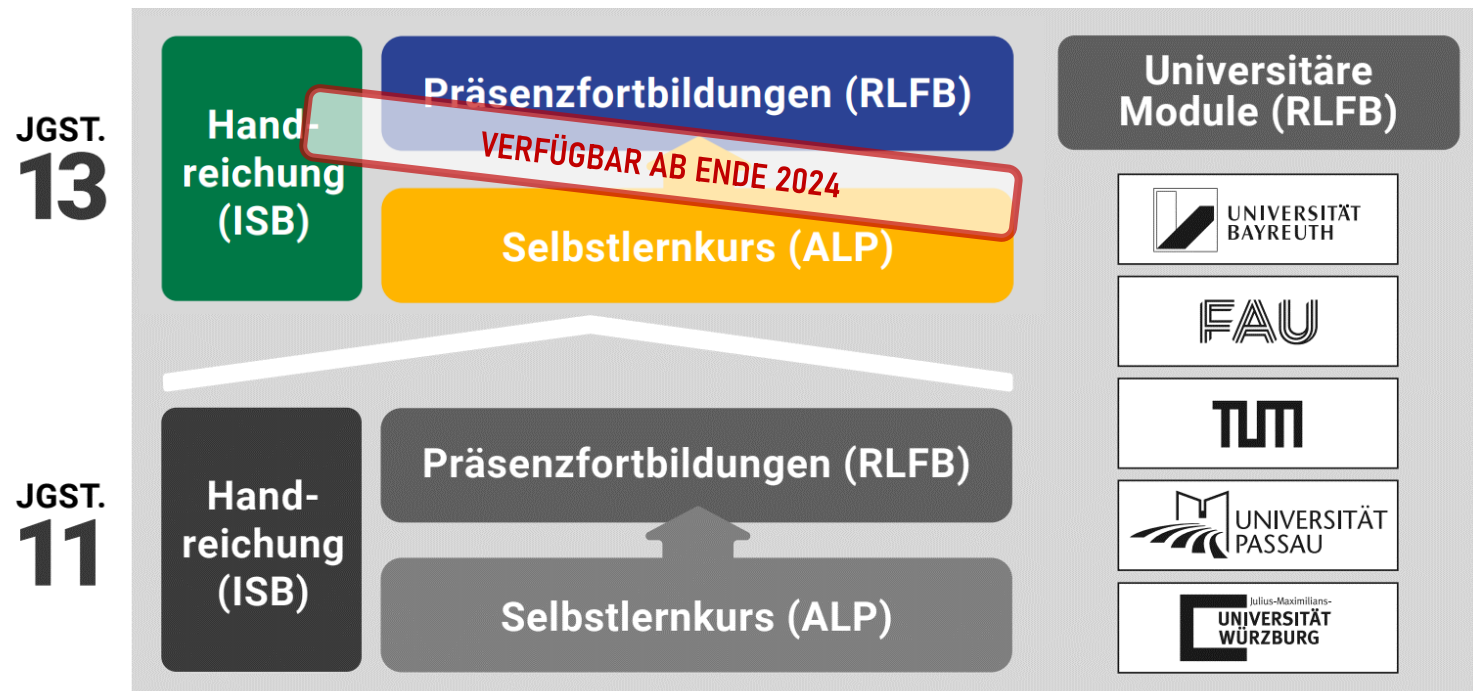 JGST.
13
Hand-
reichung
(ISB)
Präsenzfortbildungen (RLFB)
VERFÜGBAR AB ENDE 2024
Selbstlernkurs (ALP)
JGST.
11
Hand-
reichung
(ISB)
Präsenzfortbildungen (RLFB)
Selbstlernkurs (ALP)
Universitäre
Module (RLFB)
UNIVERSITÄT
BAYREUTH
FAU
TUM
UNIVERSITÄT
PASSAU
Julius-Maximilians-
UNIVERSITÄT
WÜRZBURG